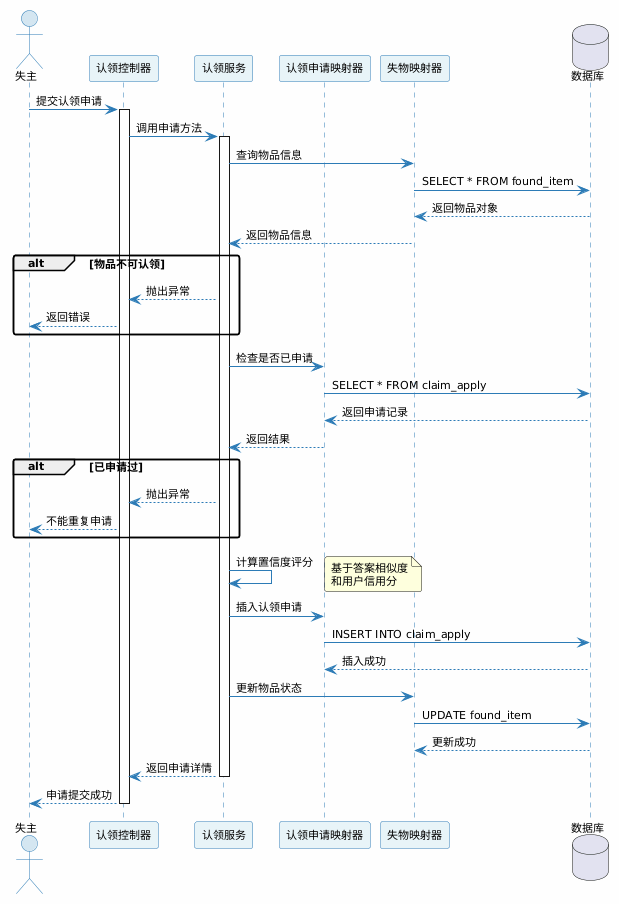 失主
认领控制器
认领服务
认领申请映射器
失物映射器
数据库
提交认领申请
调用申请方法
查询物品信息
SELECT * FROM found_item
返回物品对象
返回物品信息
alt
[物品不可认领]
抛出异常
返回错误
检查是否已申请
SELECT * FROM claim_apply
返回申请记录
返回结果
alt
[已申请过]
抛出异常
不能重复申请
计算置信度评分
基于答案相似度
和用户信用分
插入认领申请
INSERT INTO claim_apply
插入成功
更新物品状态
UPDATE found_item
更新成功
返回申请详情
申请提交成功
失主
认领控制器
认领服务
认领申请映射器
失物映射器
数据库